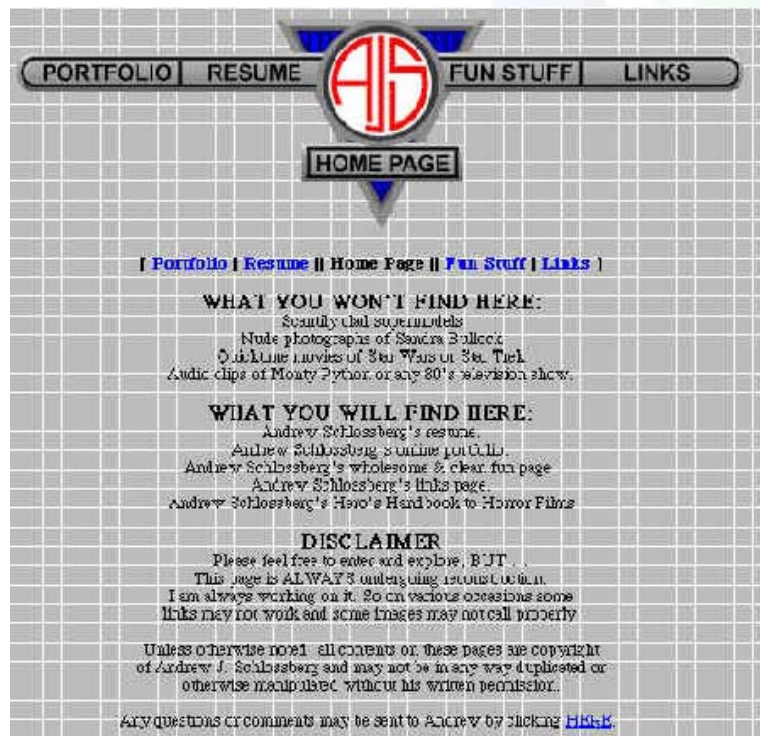 PORTFOLIO RESUME AJS FUN STUFF LINKS
HOME PAGE
[ Portfolio | Resume || Home Page || Fun Stuff | Links ]
WHAT YOU WON'T FIND HERE:
Scantily clad supermodels
Nude photographs of Sandra Bullock
Quicktime movies of Star Wars or Star Trek
Audio clips of Monty Python or any 80's television show.
WHAT YOU WILL FIND HERE:
Andrew Schlossberg's resume.
Andrew Schlossberg's online portfolio.
Andrew Schlossberg's wholesome & clean fun page
Andrew Schlossberg's links page.
Andrew Schlossberg's Hero's Handbook to Horror Films
DISCLAIMER
Please feel free to enter and explore, BUT . .
This page is ALWAYS undergoing reconstruction.
I am always working on it. So on various occasions some
links may not work and some images may not call properly
Unless otherwise noted all contents on these pages are copyright
of Andrew J. Schlossberg and may not be in any way duplicated or
otherwise manipulated without his written permission.
Any questions or comments may be sent to Andrew by clicking HERE.